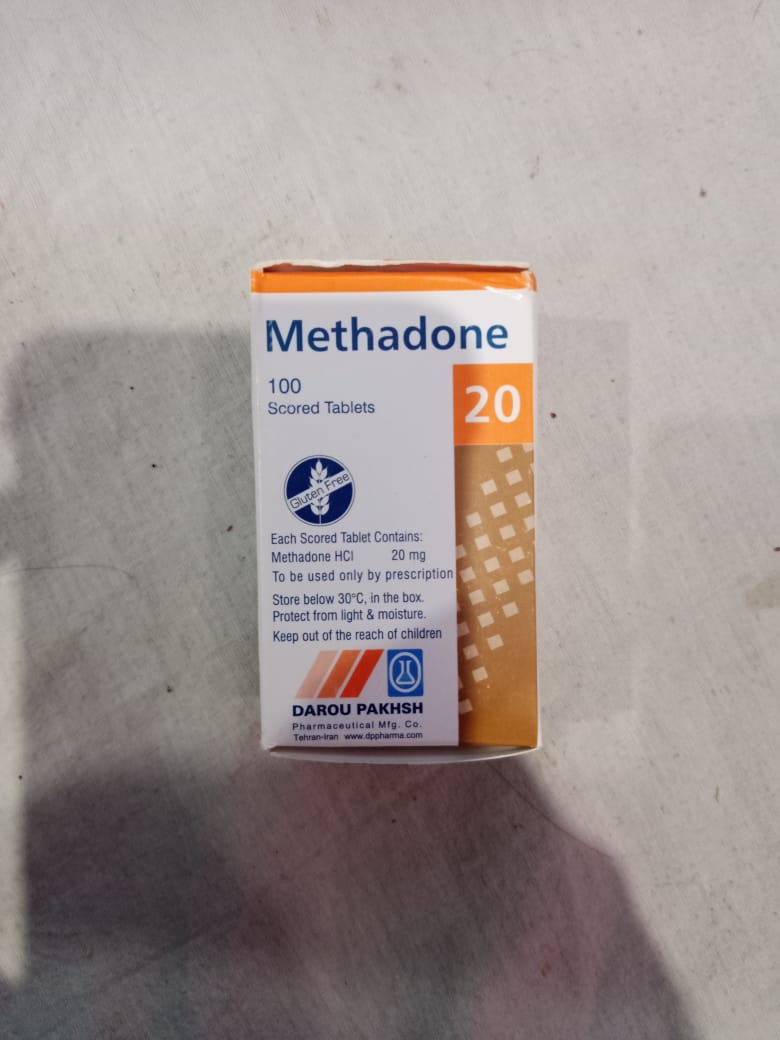 Methadone
100
Scored Tablets
20
Gluten Free
Each Scored Tablet Contains:
Methadone HCl 20 mg
To be used only by prescription
Store below 30°C, in the box.
Protect from light & moisture.
Keep out of the reach of children
DAROU PAKHSH
Pharmaceutical Mfg. Co.
Tehran-Iran www.dppharma.com